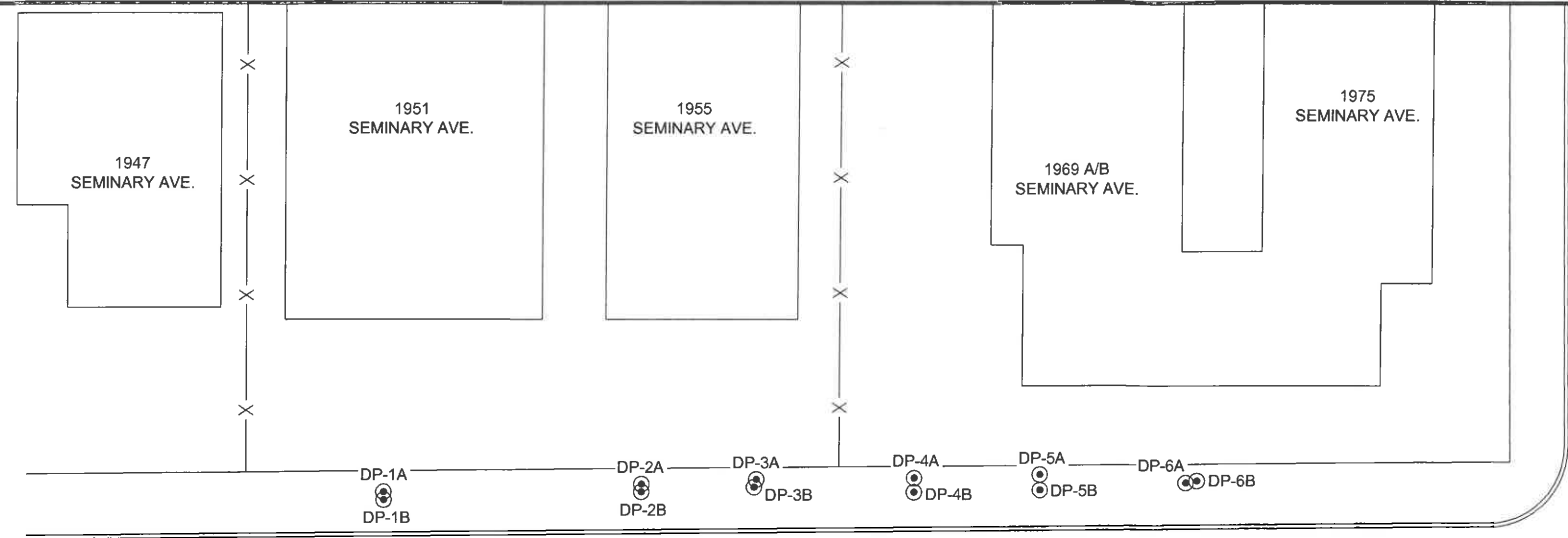 1947
SEMINARY AVE.
1951
SEMINARY AVE.
1955
SEMINARY AVE.
1969 A/B
SEMINARY AVE.
1975
SEMINARY AVE.
DP-1A
DP-1B
DP-2A
DP-2B
DP-3A
DP-3B
DP-4A
DP-4B
DP-5A
DP-5B
DP-6A
DP-6B